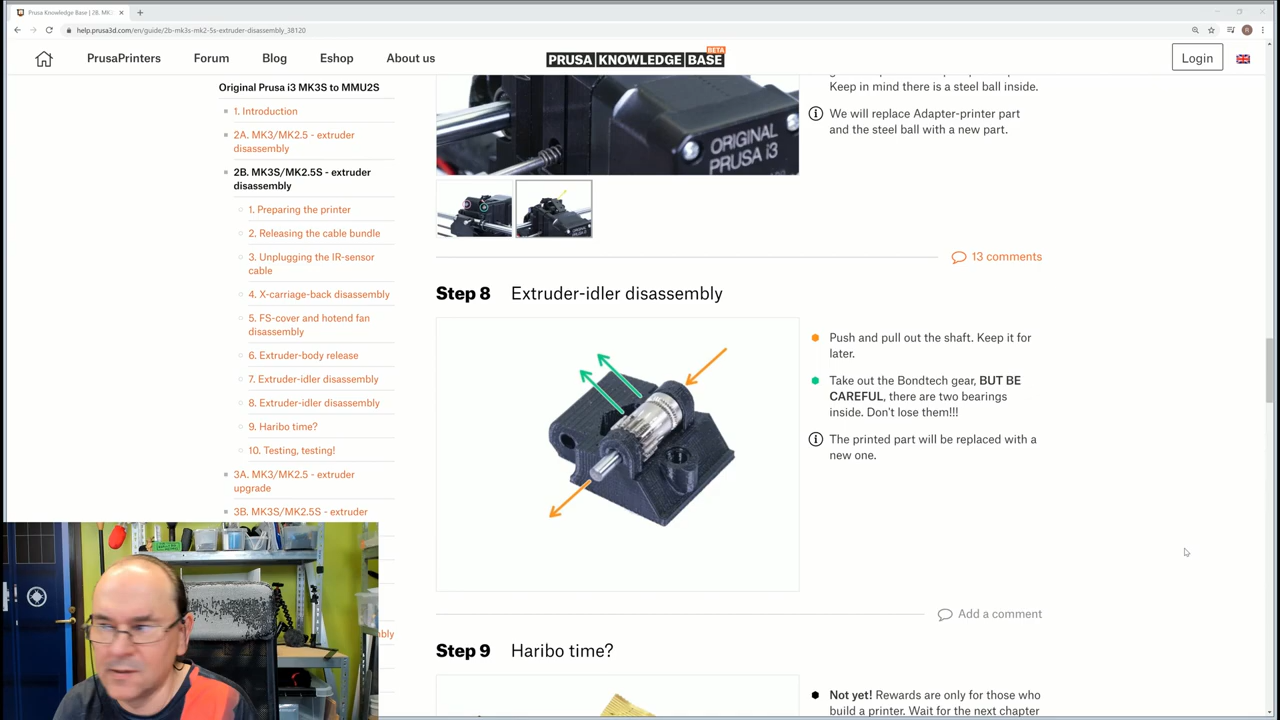 Prusa Knowledge Base | 2B. MK
help.prusa3d.com/en/guide/2b-mk3s-mk2-5s-extruder-disassembly_38120
PrusaPrinters
Forum
Blog
Eshop
About us
PRUSA KNOWLEDGE BASE
BETA
Login
Original Prusa i3 MK3S to MMU2S
1. Introduction
2A. MK3/MK2.5 - extruder
disassembly
2B. MK3S/MK2.5S - extruder
disassembly
1. Preparing the printer
2. Releasing the cable bundle
3. Unplugging the IR-sensor
cable
4. X-carriage-back disassembly
5. FS-cover and hotend fan
disassembly
6. Extruder-body release
7. Extruder-idler disassembly
8. Extruder-idler disassembly
9. Haribo time?
10. Testing, testing!
3A. MK3/MK2.5 - extruder
upgrade
3B. MK3S/MK2.5S - extruder
mbly
ORIGINAL
PRUSA i3
Keep in mind there is a steel ball inside.
We will replace Adapter-printer part
and the steel ball with a new part.
13 comments
Step 8 Extruder-idler disassembly
Push and pull out the shaft. Keep it for
later.
Take out the Bondtech gear, BUT BE
CAREFUL, there are two bearings
inside. Don't lose them!!!
The printed part will be replaced with a
new one.
Add a comment
Step 9 Haribo time?
Not yet! Rewards are only for those who
build a printer. Wait for the next chapter